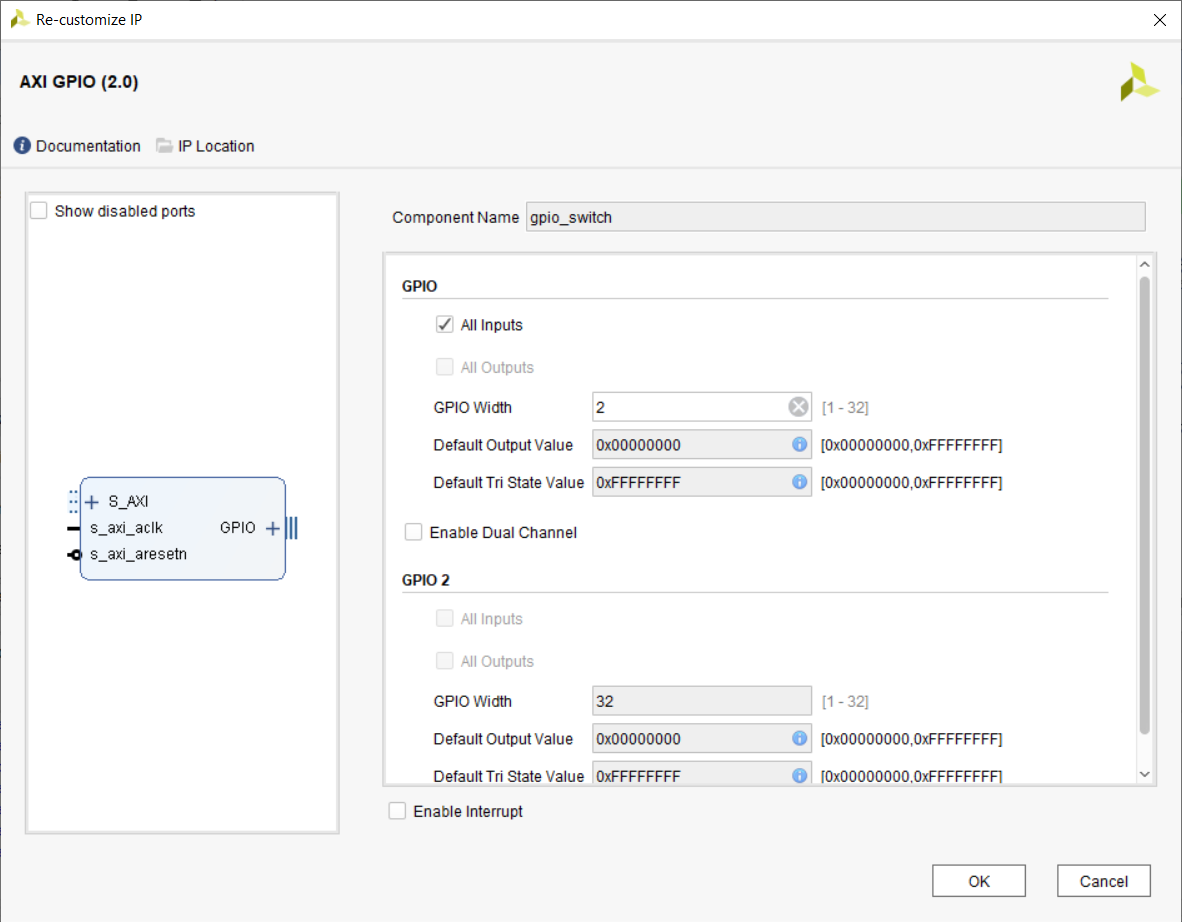 Re-customize IP
AXI GPIO (2.0)
Documentation IP Location
Show disabled ports
S_AXI
s_axi_aclk GPIO
s_axi_aresetn
Component Name gpio_switch
GPIO
All Inputs
All Outputs
GPIO Width 2 [1 - 32]
Default Output Value 0x00000000 [0x00000000,0xFFFFFFFF]
Default Tri State Value 0xFFFFFFFF [0x00000000,0xFFFFFFFF]
Enable Dual Channel
GPIO 2
All Inputs
All Outputs
GPIO Width 32 [1 - 32]
Default Output Value 0x00000000 [0x00000000,0xFFFFFFFF]
Default Tri State Value 0xFFFFFFFF [0x00000000,0xFFFFFFFF]
Enable Interrupt
OK Cancel